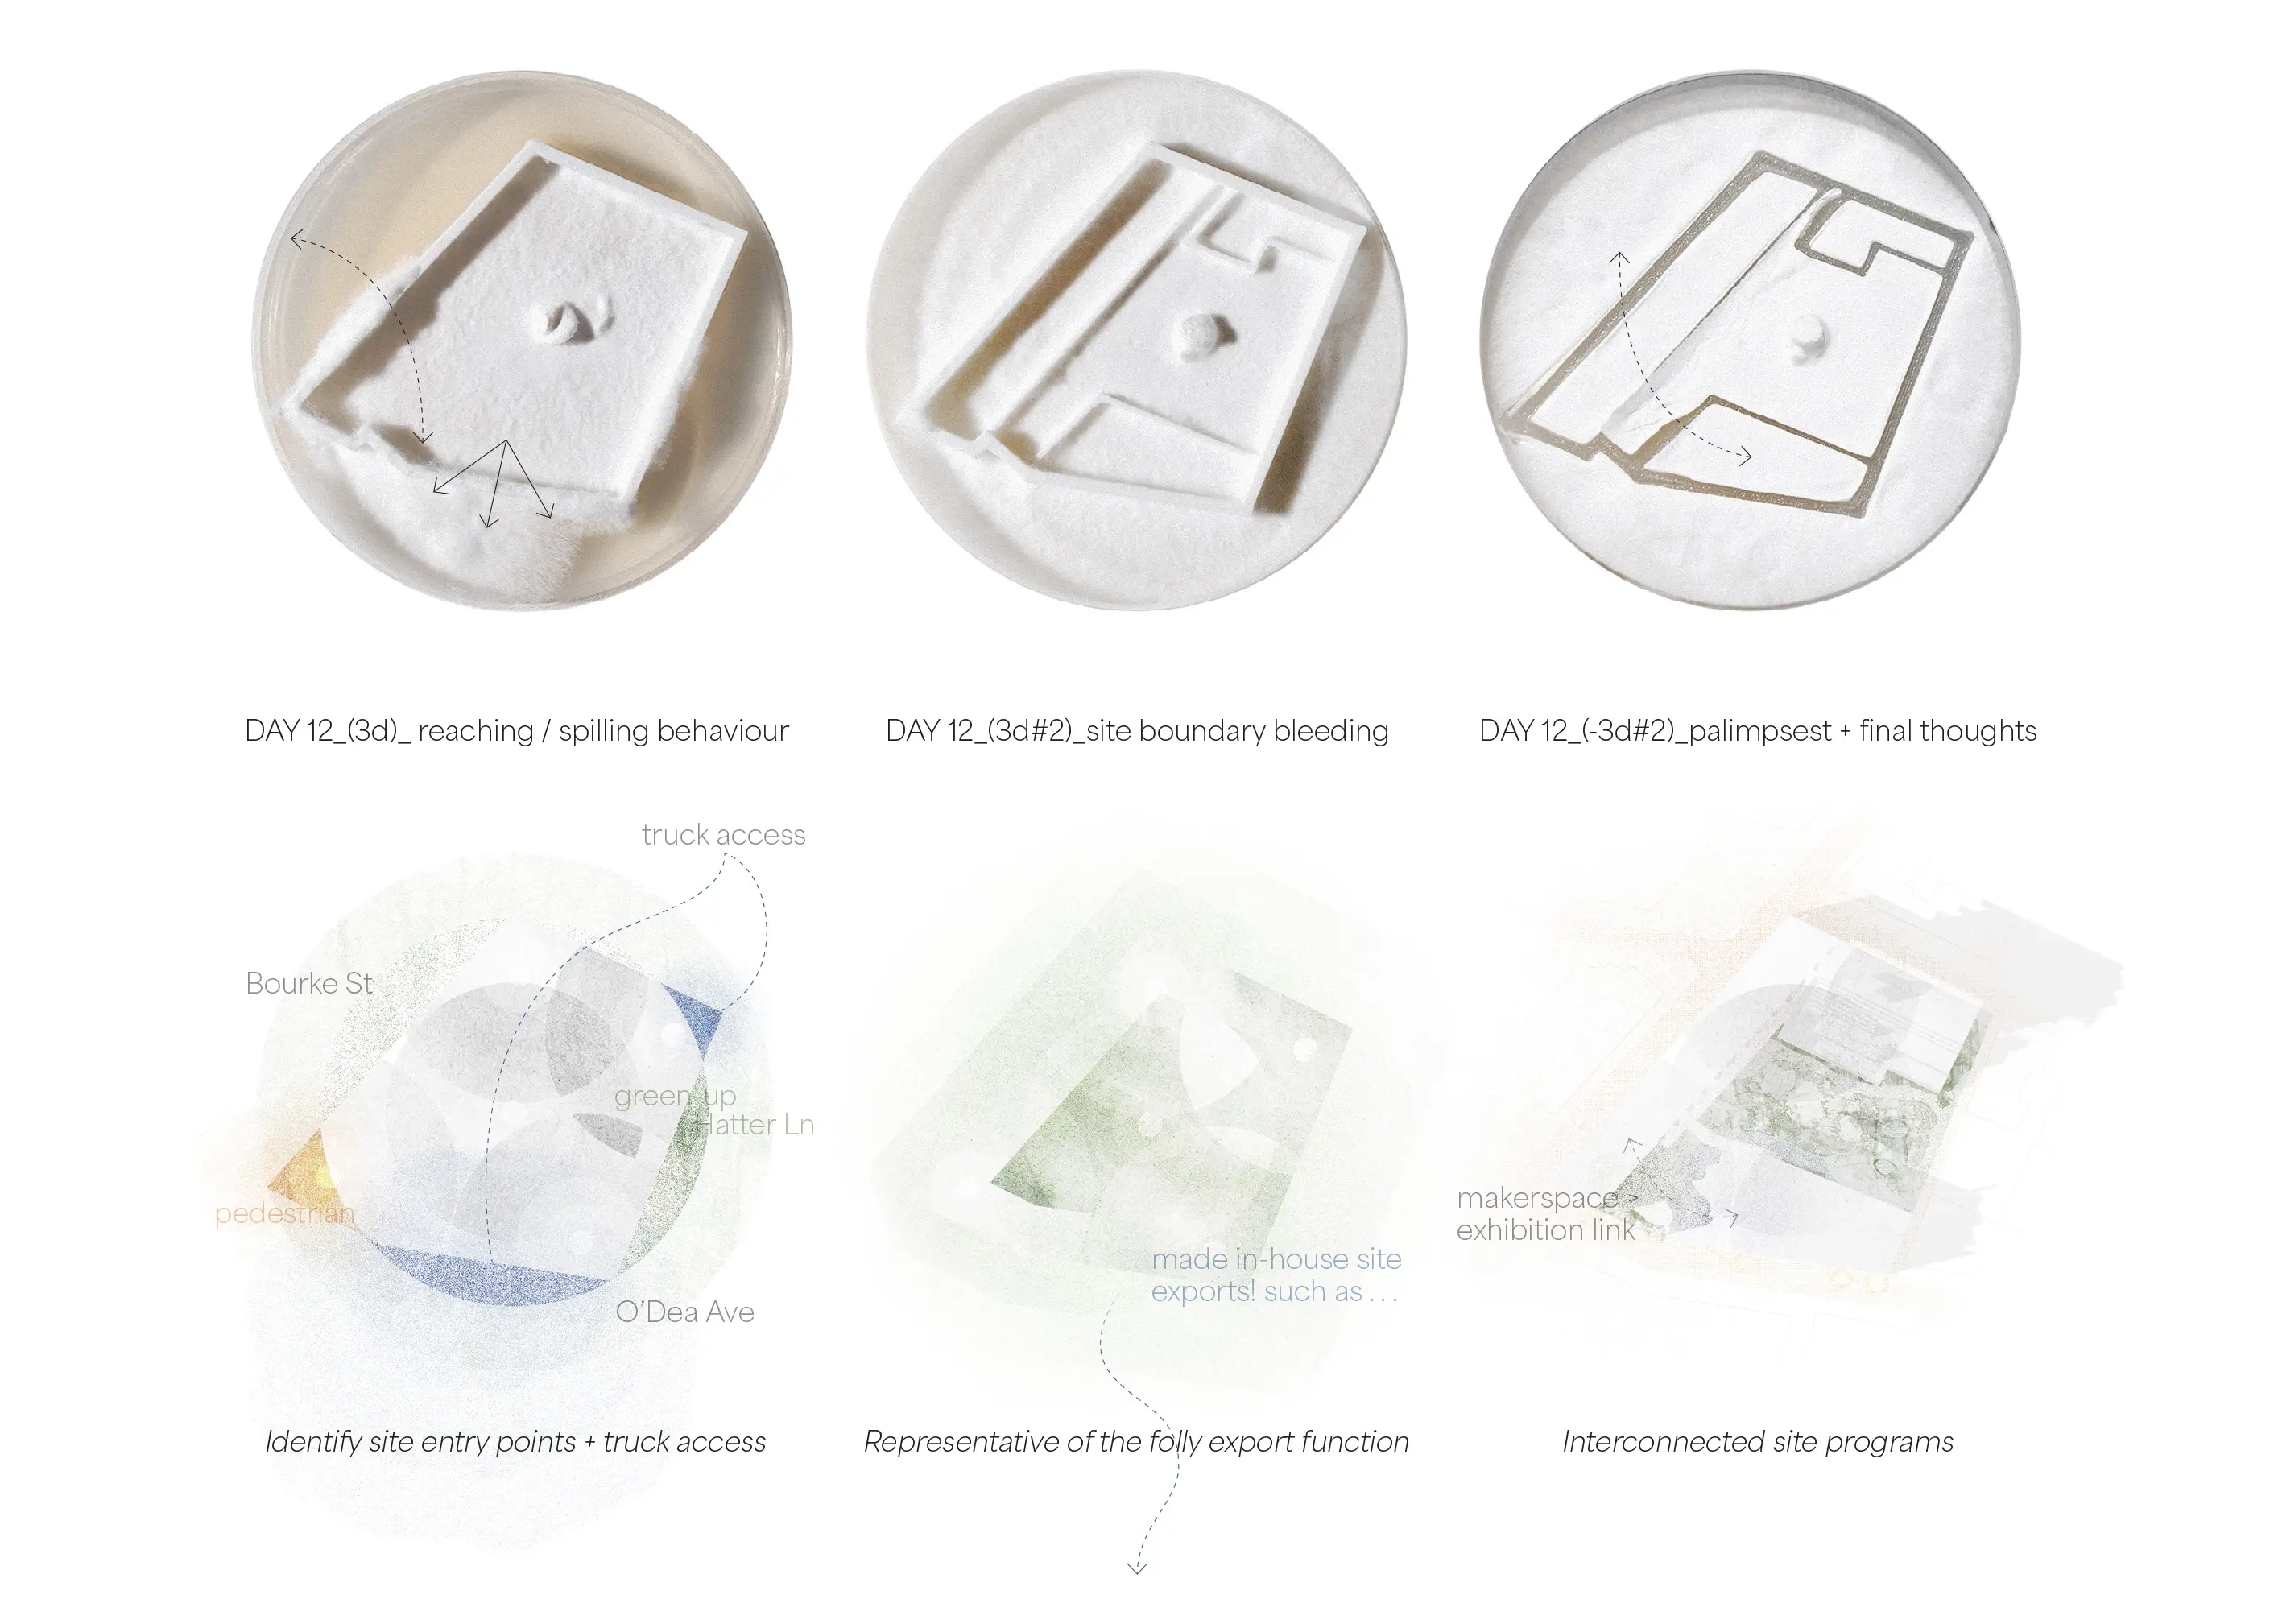 DAY 12_(3d)_ reaching / spilling behaviour
DAY 12_(3d#2)_site boundary bleeding
DAY 12_(-3d#2)_palimpsest + final thoughts
truck access
Bourke St
green-up
Hatter Ln
pedestrian
O'Dea Ave
made in-house site
exports! such as ...
makerspace
exhibition link
Identify site entry points + truck access
Representative of the folly export function
Interconnected site programs